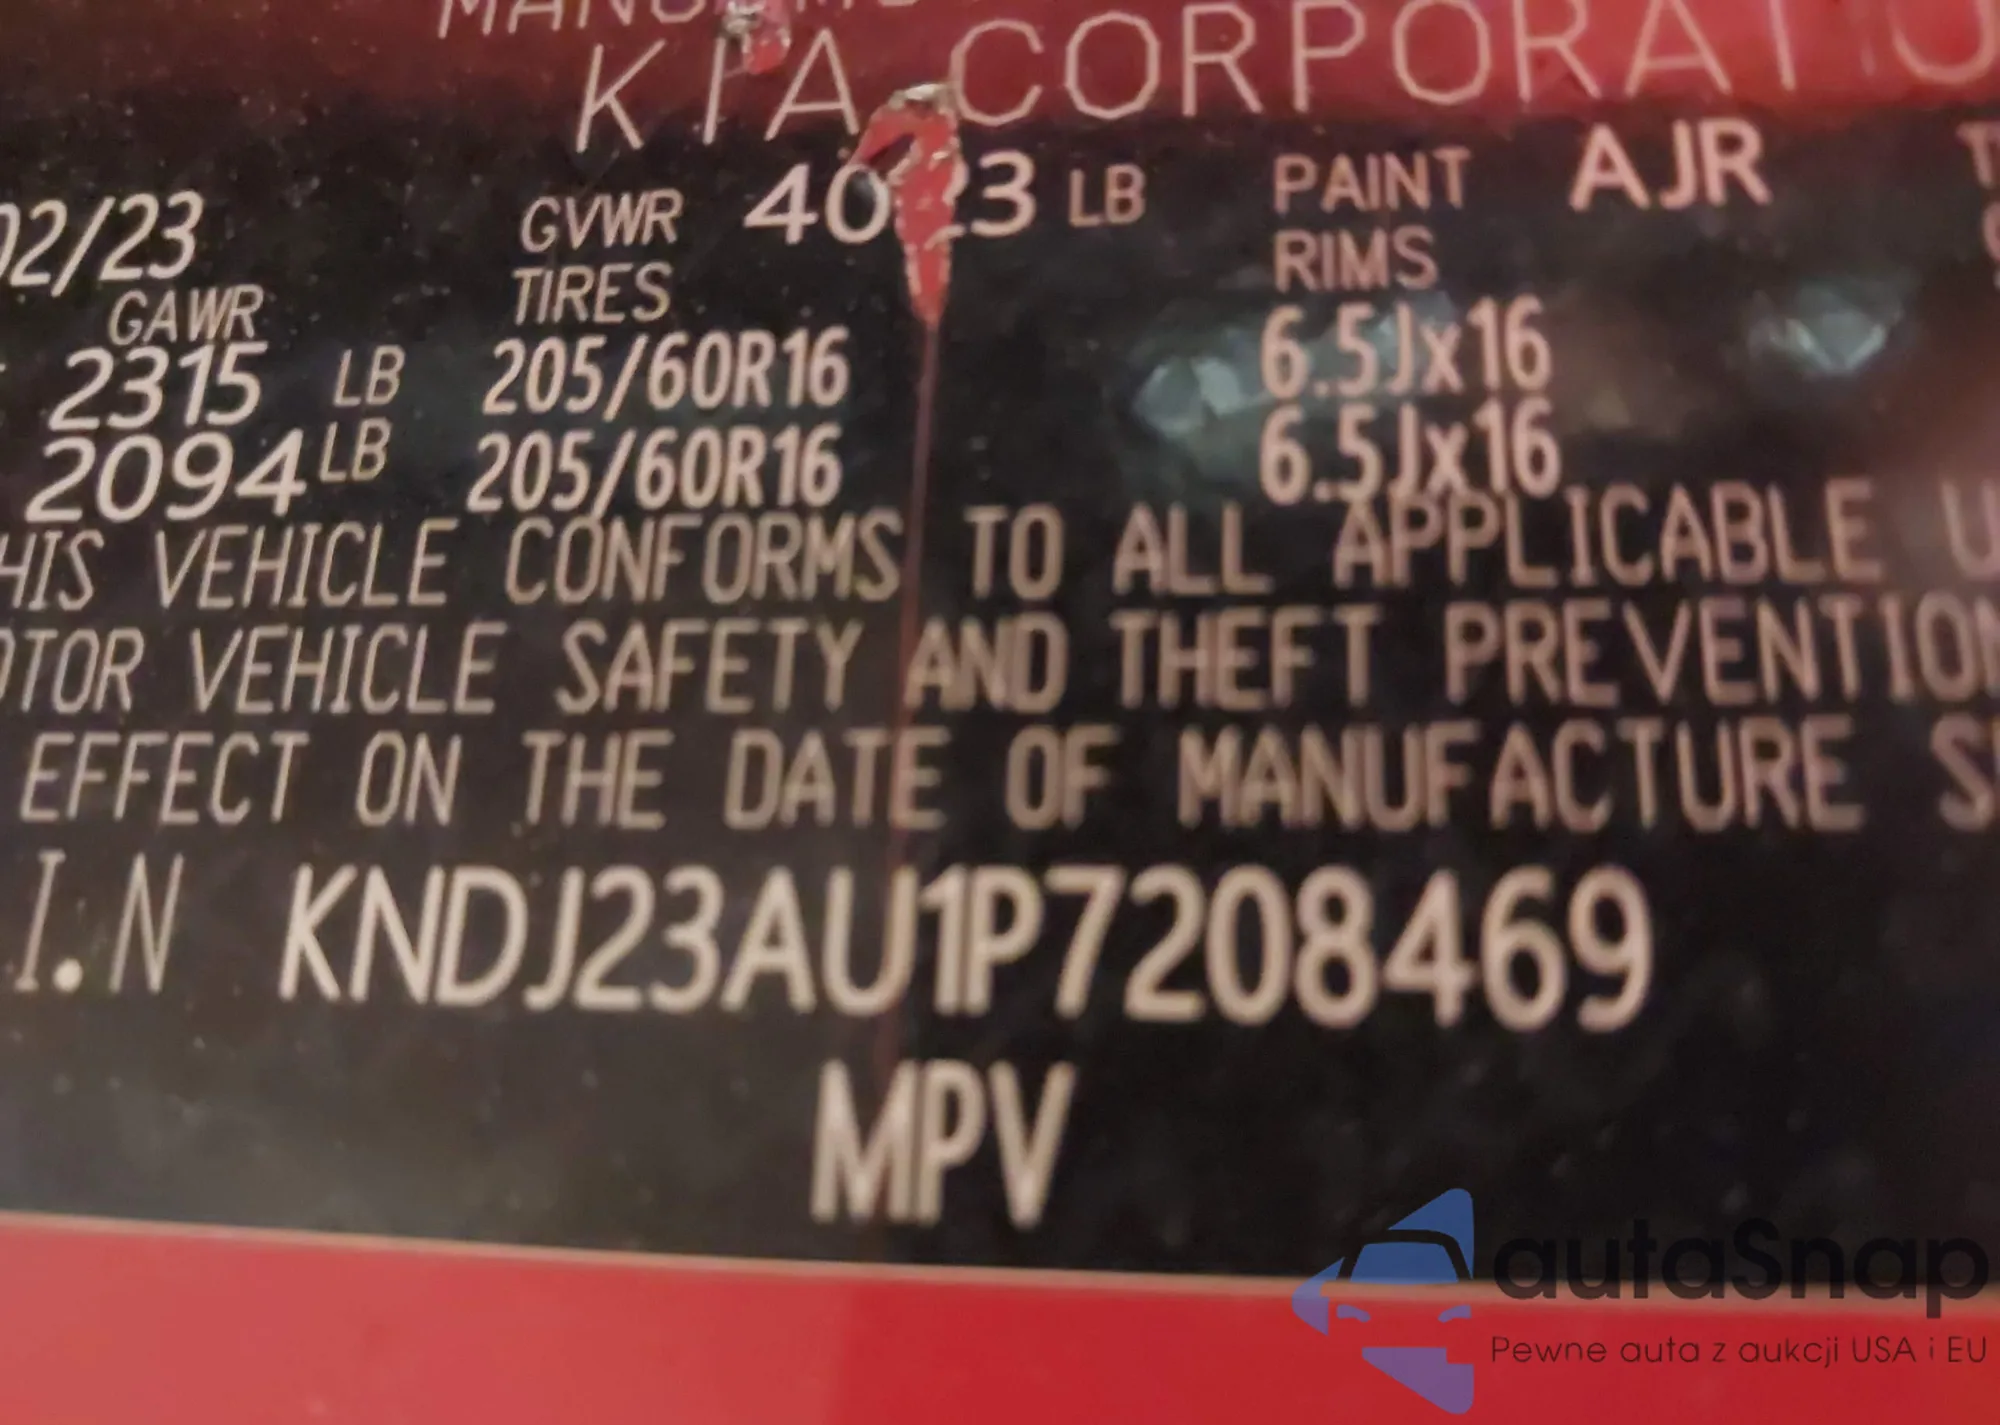 KIA CORPORATIO
02/23 GVWR 4023 LB PAINT AJR
GAWR TIRES RIMS
2315 LB 205/60R16 6.5Jx16
2094 LB 205/60R16 6.5Jx16
HIS VEHICLE CONFORMS TO ALL APPLICABLE U
OTOR VEHICLE SAFETY AND THEFT PREVENTION
EFFECT ON THE DATE OF MANUFACTURE S
I.N KNDJ23AU1P7208469
MPV
autaSnap
Pewne auta z aukcji USA i EU